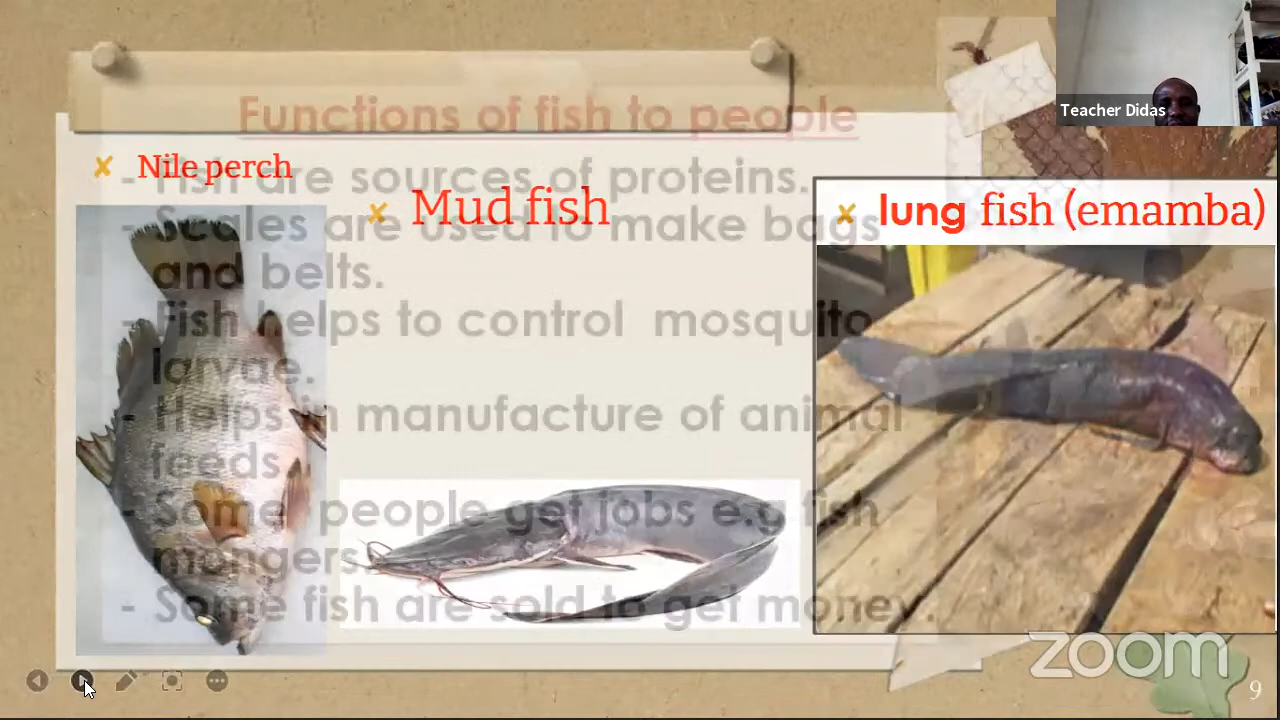 Teacher Didas
Functions of fish to people
- Fish are sources of proteins.
- Scales are used to make bags
and belts.
- Fish helps to control mosquito
larvae.
- Helps in manufacture of animal
feeds.
- Some people get jobs e.g fish
mongers.
- Some fish are sold to get money.
✘ Nile perch
✘ Mud fish
✘ lung fish (emamba)
zoom
9